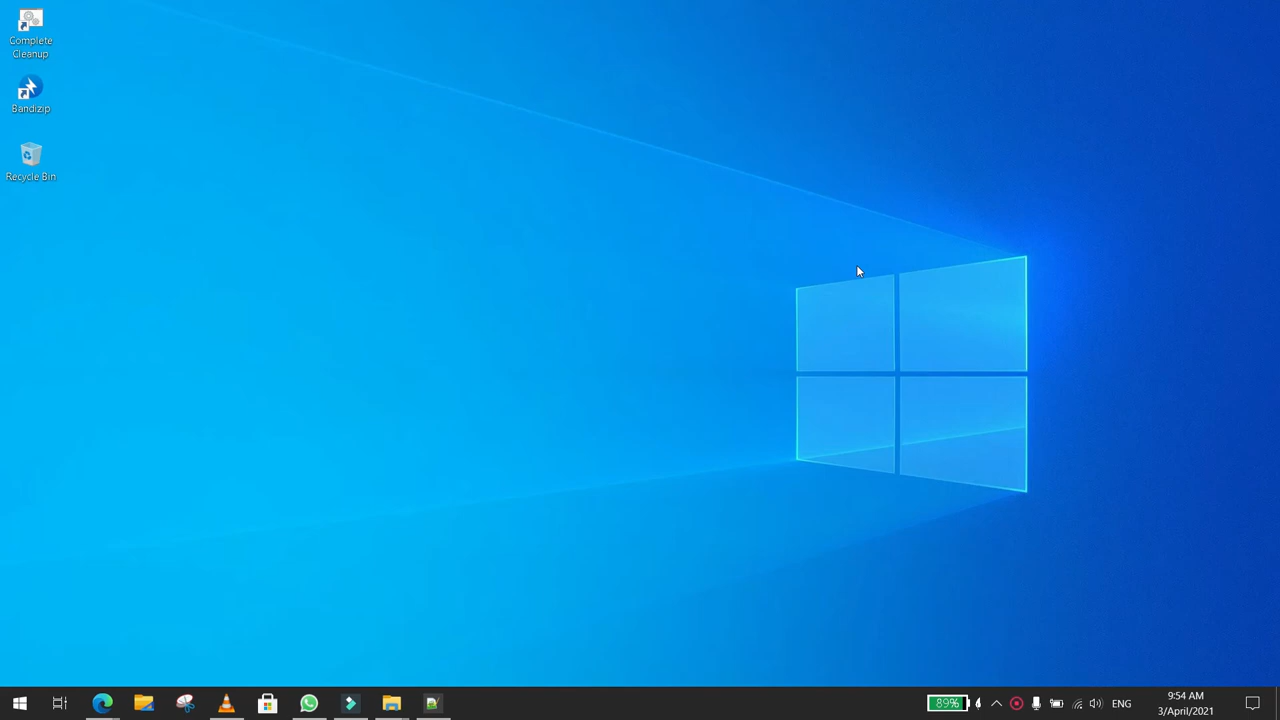 Complete
Cleanup
Bandizip
Recycle Bin
89%
ENG
9:54 AM
3/April/2021